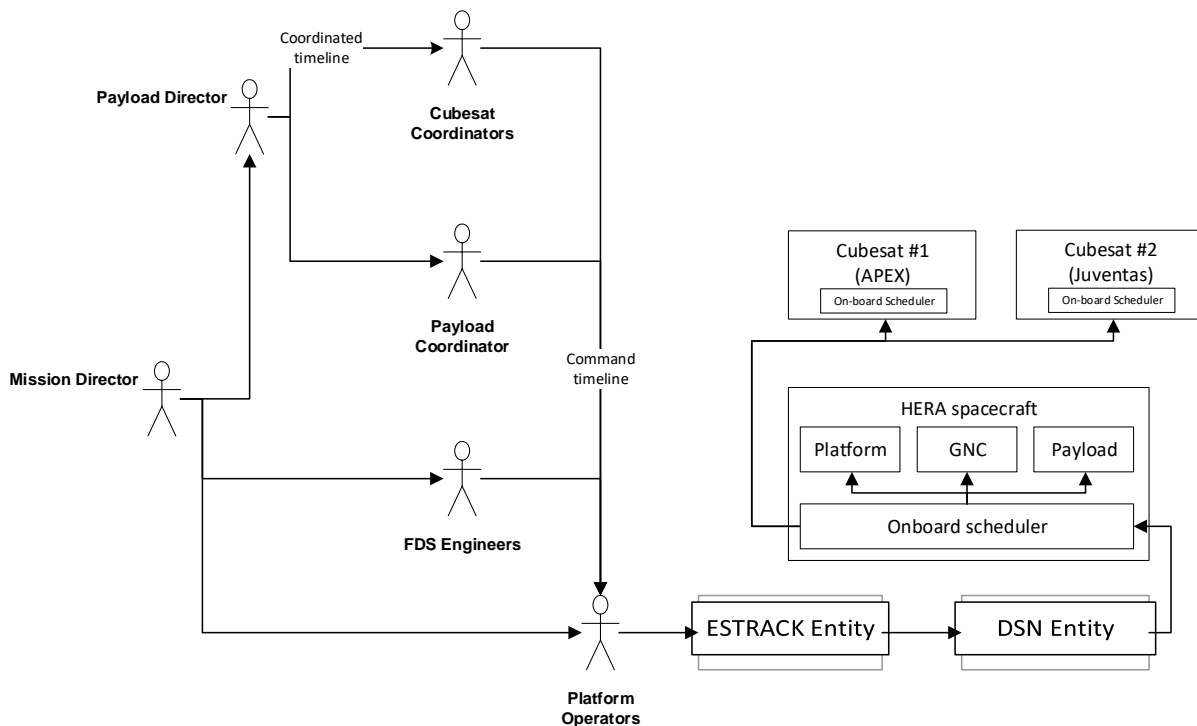 Coordinated
timeline
Payload Director
Cubesat
Coordinators
Payload
Coordinator
Command
timeline
Mission Director
FDS Engineers
Platform
Operators
Cubesat #1
(APEX)
On-board Scheduler
Cubesat #2
(Juventas)
On-board Scheduler
HERA spacecraft
Platform
GNC
Payload
Onboard scheduler
ESTRACK Entity
DSN Entity